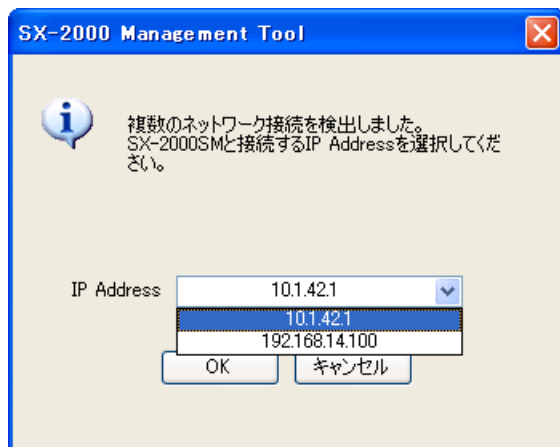 SX-2000 Management Tool
複数のネットワーク接続を検出しました。
SX-2000SMと接続するIP Addressを選択してくだ
さい。
IP Address
10.1.42.1
10.1.42.1
192.168.14.100
OK
キャンセル